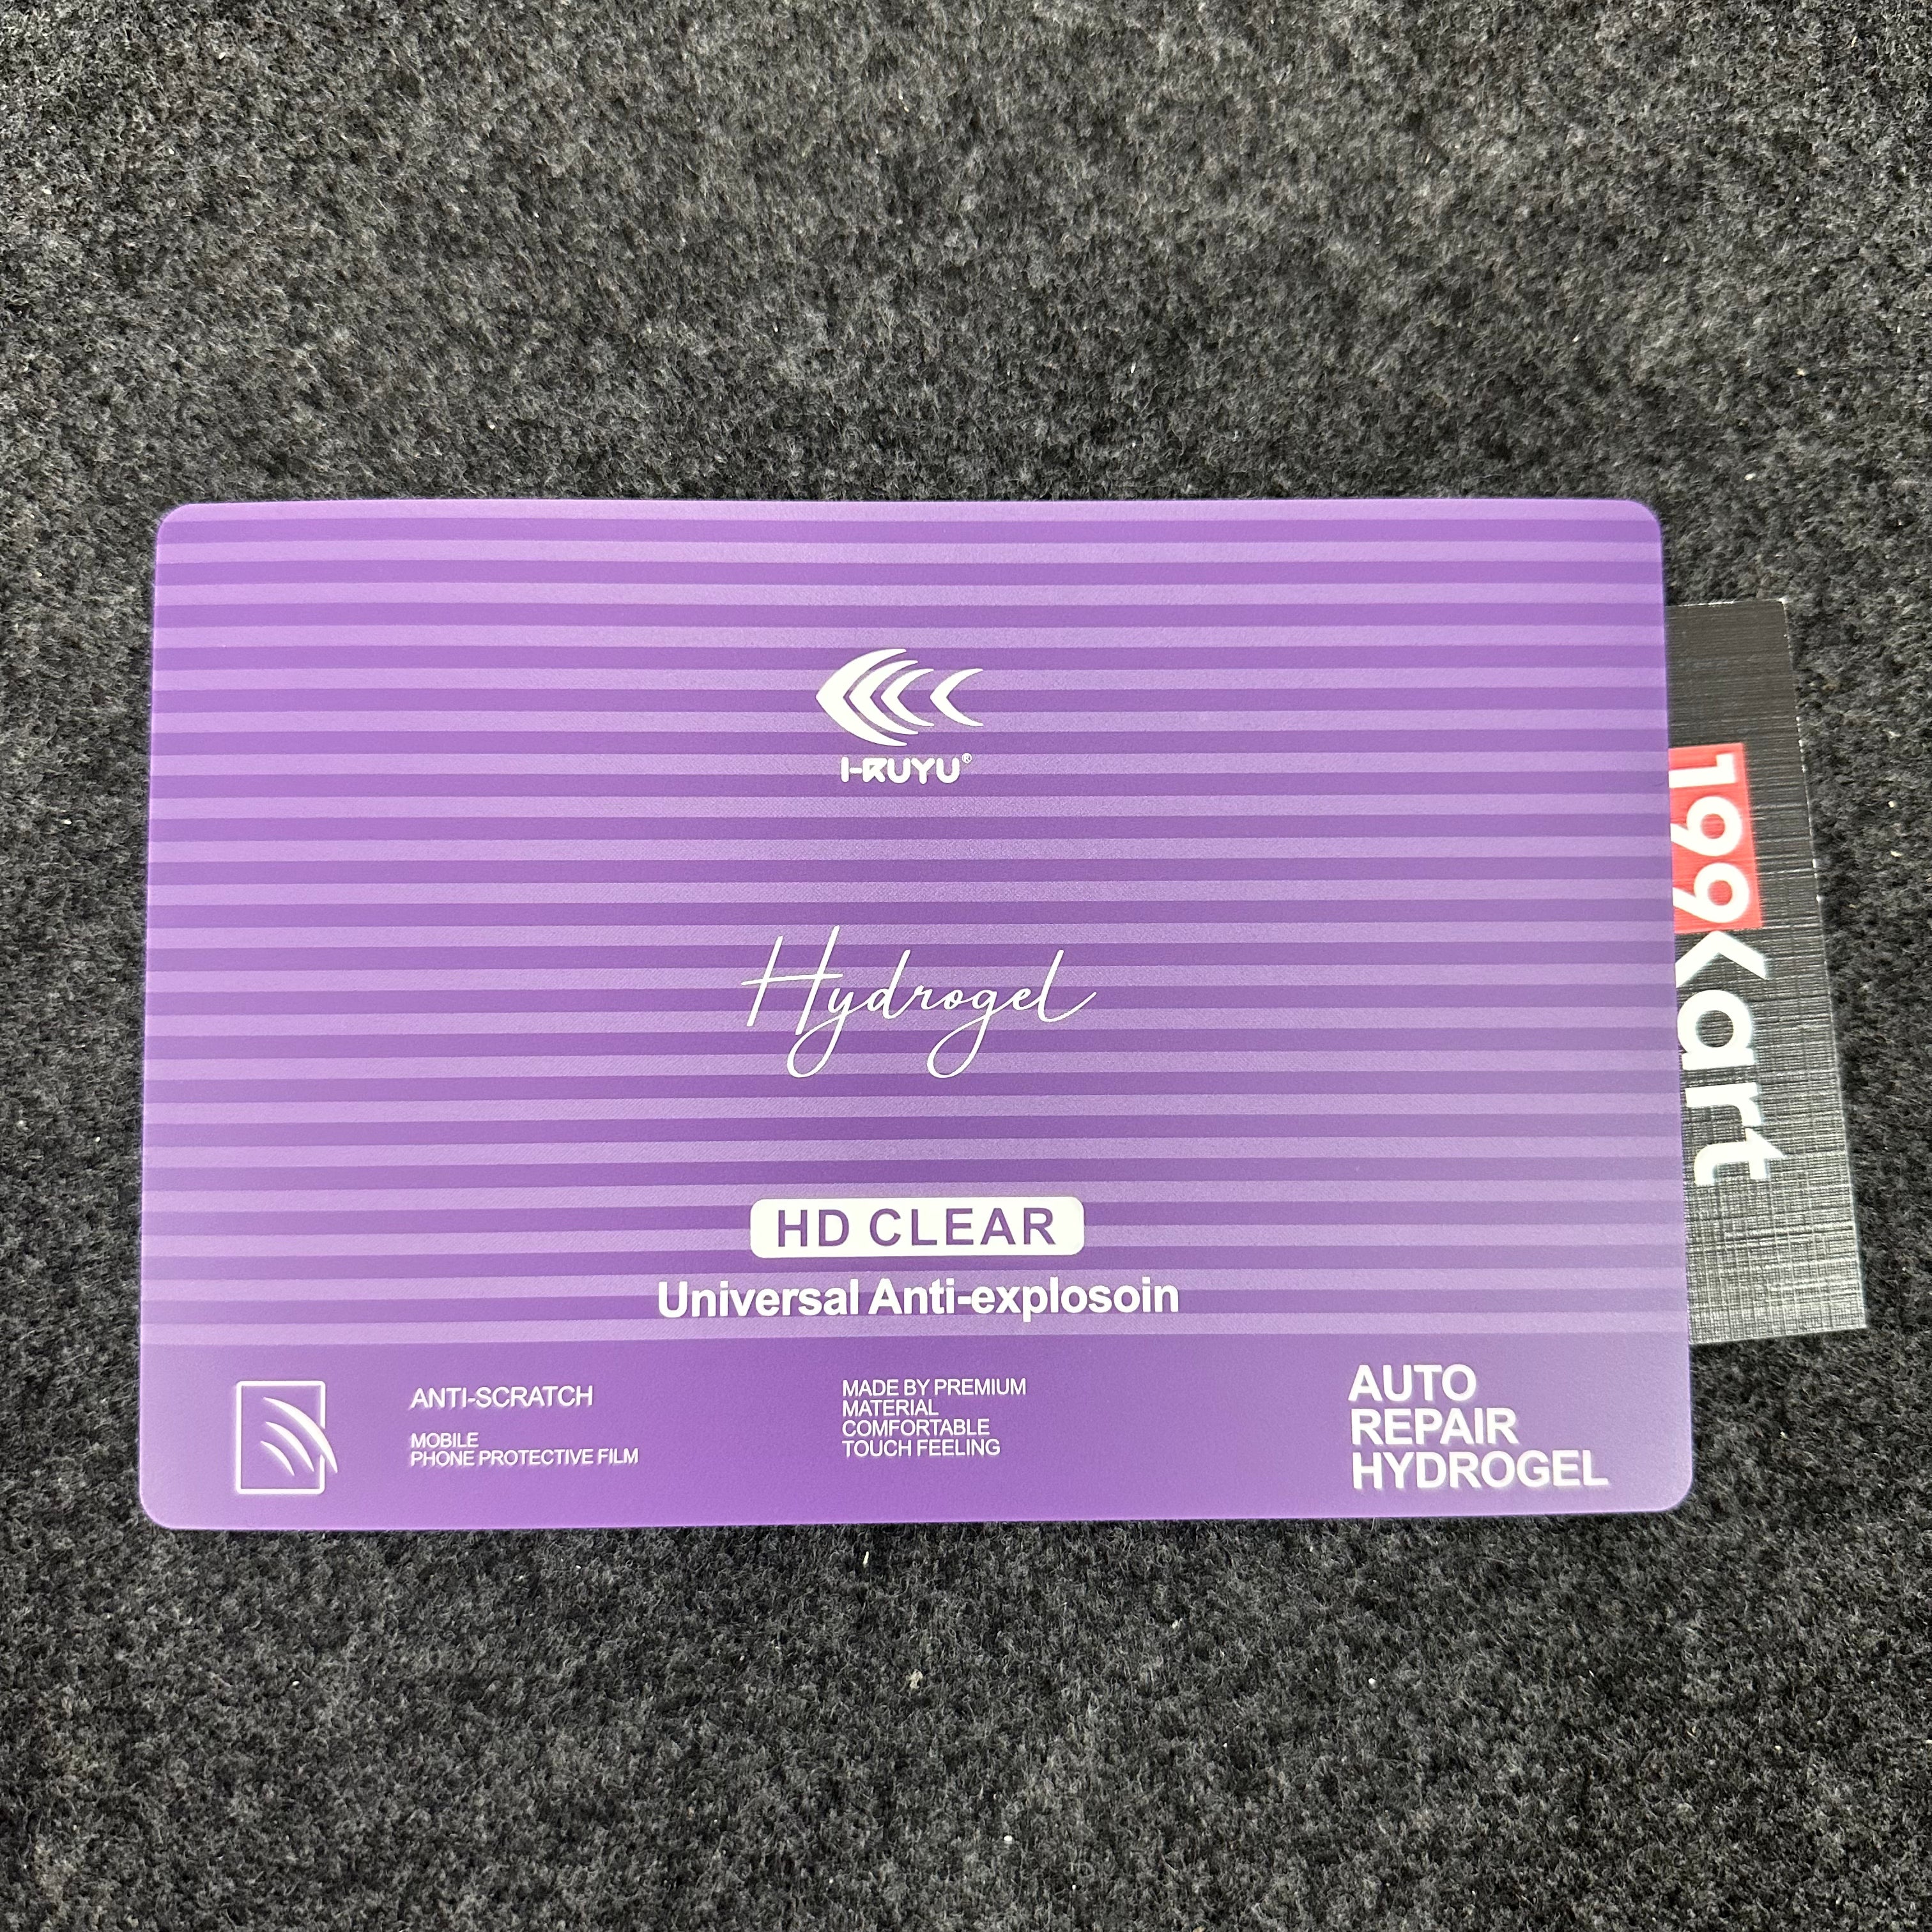 I-RUYU®
Hydrogel
HD CLEAR
Universal Anti-explosoin
ANTI-SCRATCH
MOBILE
PHONE PROTECTIVE FILM
MADE BY PREMIUM
MATERIAL
COMFORTABLE
TOUCH FEELING
AUTO
REPAIR
HYDROGEL
199Kart